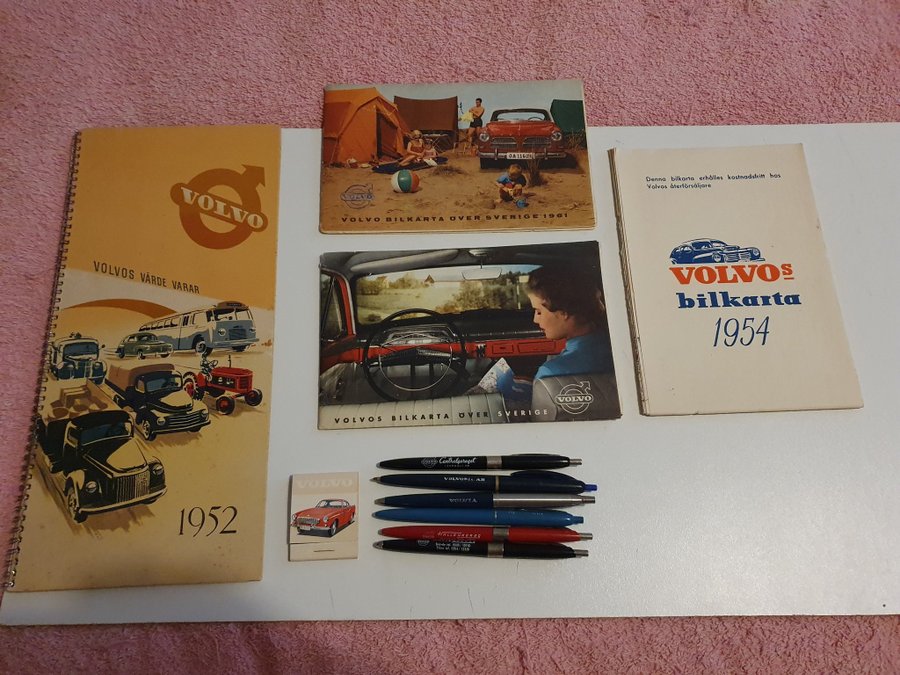 VOLVO
VOLVOS VÄRDE VARAR
1952
VOLVO BILKARTA ÖVER SVERIGE 1961
VOLVOS BILKARTA ÖVER SVERIGE
VOLVO
Denna bilkarta erhålles kostnadsfritt hos
Volvos återförsäljare
VOLVOs
bilkarta
1954
VOLVO
VOLVO